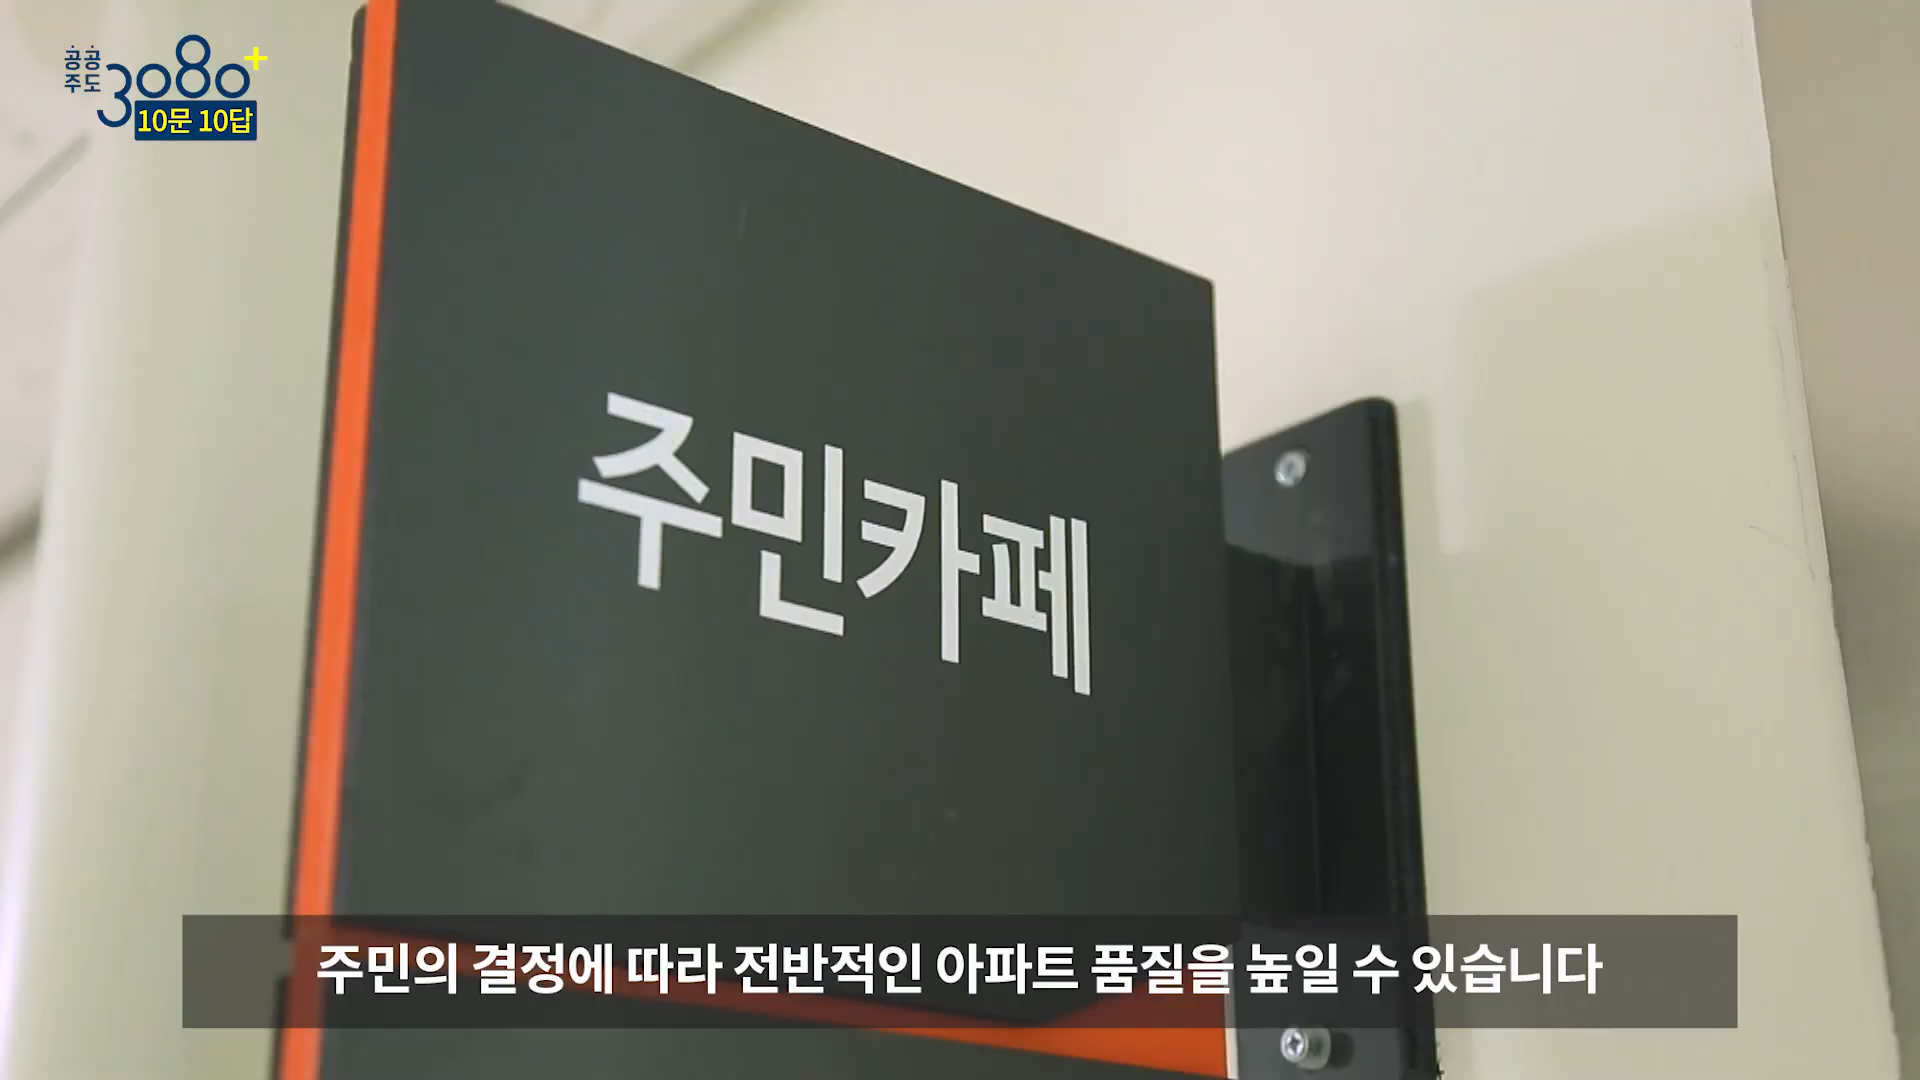 공공
주도 3080+
10문 10답
주민카페
주민의 결정에 따라 전반적인 아파트 품질을 높일 수 있습니다